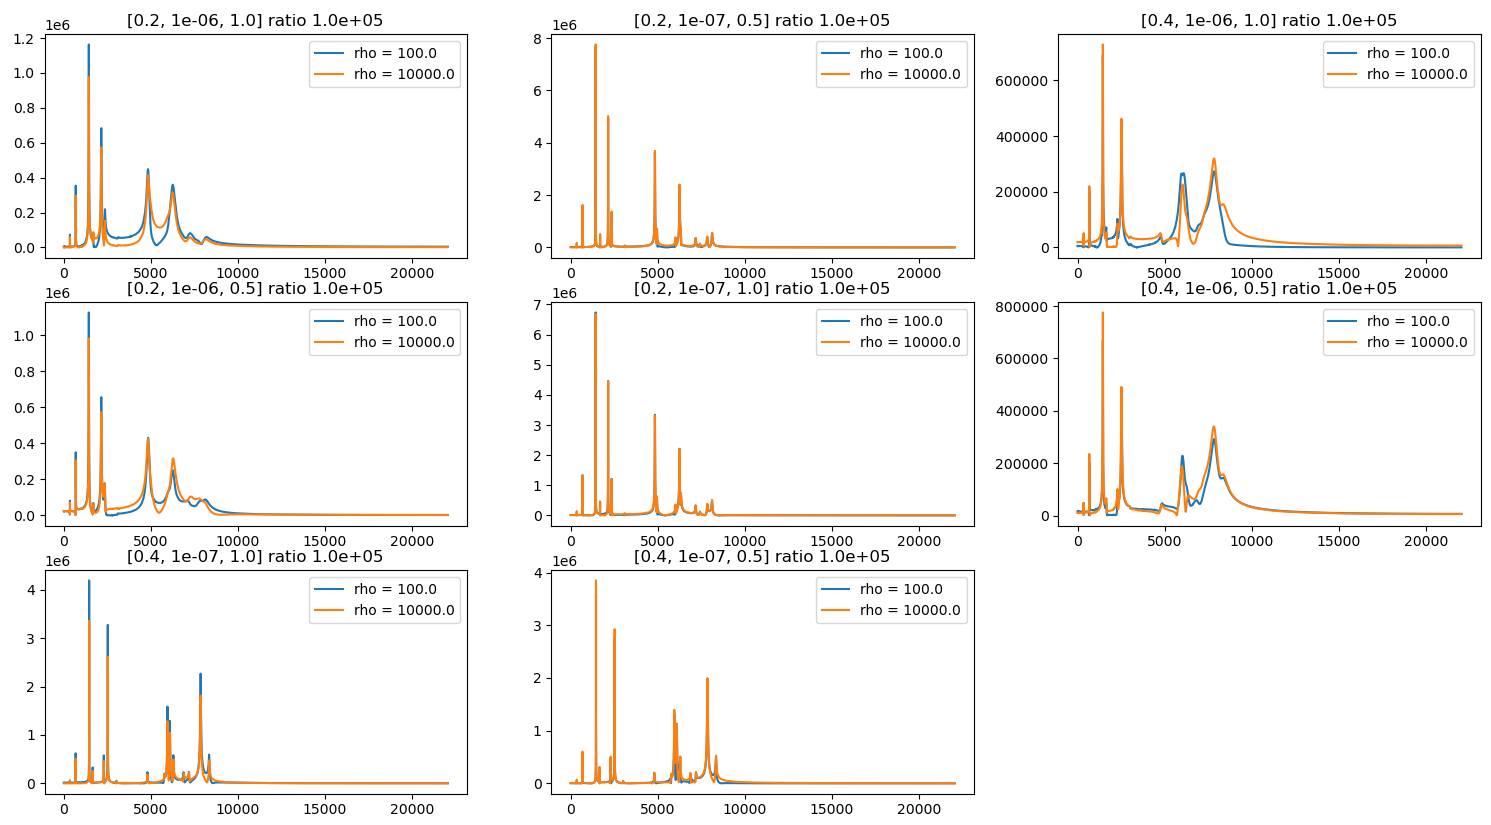 [0.2, 1e-06, 1.0] ratio 1.0e+05
1e6
1.2
1.0
0.8
0.6
0.4
0.2
0.0
0 5000 10000 15000 20000
rho = 100.0
rho = 10000.0
[0.2, 1e-07, 0.5] ratio 1.0e+05
1e6
8
6
4
2
0
0 5000 10000 15000 20000
rho = 100.0
rho = 10000.0
[0.4, 1e-06, 1.0] ratio 1.0e+05
600000
400000
200000
0
0 5000 10000 15000 20000
rho = 100.0
rho = 10000.0
[0.2, 1e-06, 0.5] ratio 1.0e+05
1e6
1.0
0.8
0.6
0.4
0.2
0.0
0 5000 10000 15000 20000
rho = 100.0
rho = 10000.0
[0.2, 1e-07, 1.0] ratio 1.0e+05
1e6
7
6
5
4
3
2
1
0
0 5000 10000 15000 20000
rho = 100.0
rho = 10000.0
[0.4, 1e-06, 0.5] ratio 1.0e+05
800000
600000
400000
200000
0
0 5000 10000 15000 20000
rho = 100.0
rho = 10000.0
[0.4, 1e-07, 1.0] ratio 1.0e+05
1e6
4
3
2
1
0
0 5000 10000 15000 20000
rho = 100.0
rho = 10000.0
[0.4, 1e-07, 0.5] ratio 1.0e+05
1e6
4
3
2
1
0
0 5000 10000 15000 20000
rho = 100.0
rho = 10000.0